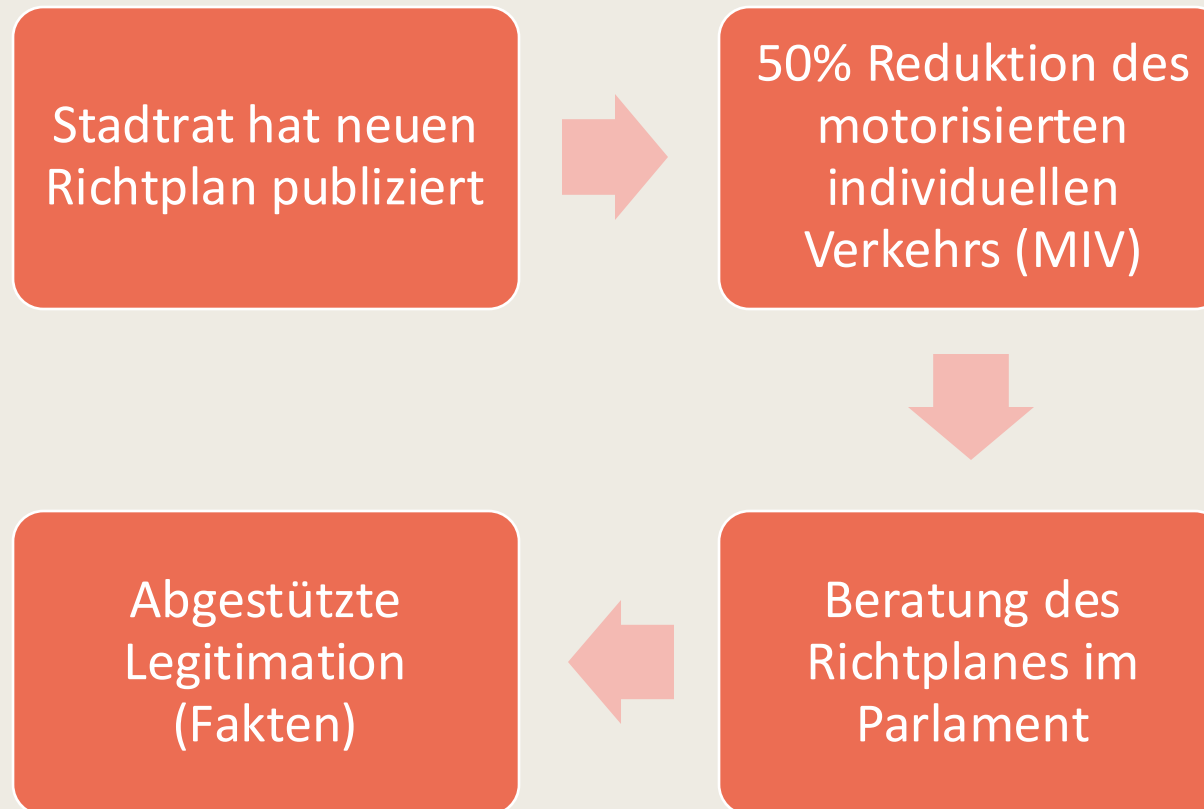 Stadtrat hat neuen
Richtplan publiziert
50% Reduktion des
motorisierten
individuellen
Verkehrs (MIV)
Beratung des
Richtplanes im
Parlament
Abgestützte
Legitimation
(Fakten)